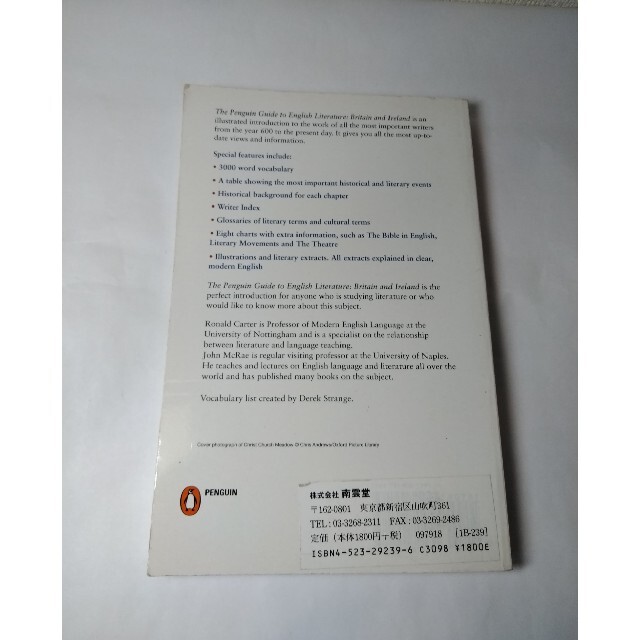 The Penguin Guide to English Literature: Britain and Ireland is an
illustrated introduction to the work of all the most important writers
from the year 600 to the present day. It gives you all the most up-to-
date views and information.
Special features include:
• 3000 word vocabulary
• A table showing the most important historical and literary events
• Historical background for each chapter
• Writer Index
• Glossaries of literary terms and cultural terms
• Eight charts with extra information, such as The Bible in English,
Literary Movements and The Theatre
• Illustrations and literary extracts. All extracts explained in clear,
modern English
The Penguin Guide to English Literature: Britain and Ireland is the
perfect introduction for anyone who is studying literature or who
would like to know more about this subject.
Ronald Carter is Professor of Modern English Language at the
University of Nottingham and is a specialist on the relationship
between literature and language teaching.
John McRae is regular visiting professor at the University of Naples.
He teaches and lectures on English language and literature all over the
world and has published many books on the subject.
Vocabulary list created by Derek Strange.
Cover photograph of Christ Church Meadow © Chris Andrews/Oxford Picture Library
PENGUIN
株式会社 南雲堂
〒162-0801 東京都新宿区山吹町361
TEL:03-3268-2311 FAX:03-3269-2486
定価(本体1800円+税) 097918 〔1B-239〕
ISBN4-523-29239-6 C3098 ¥1800E